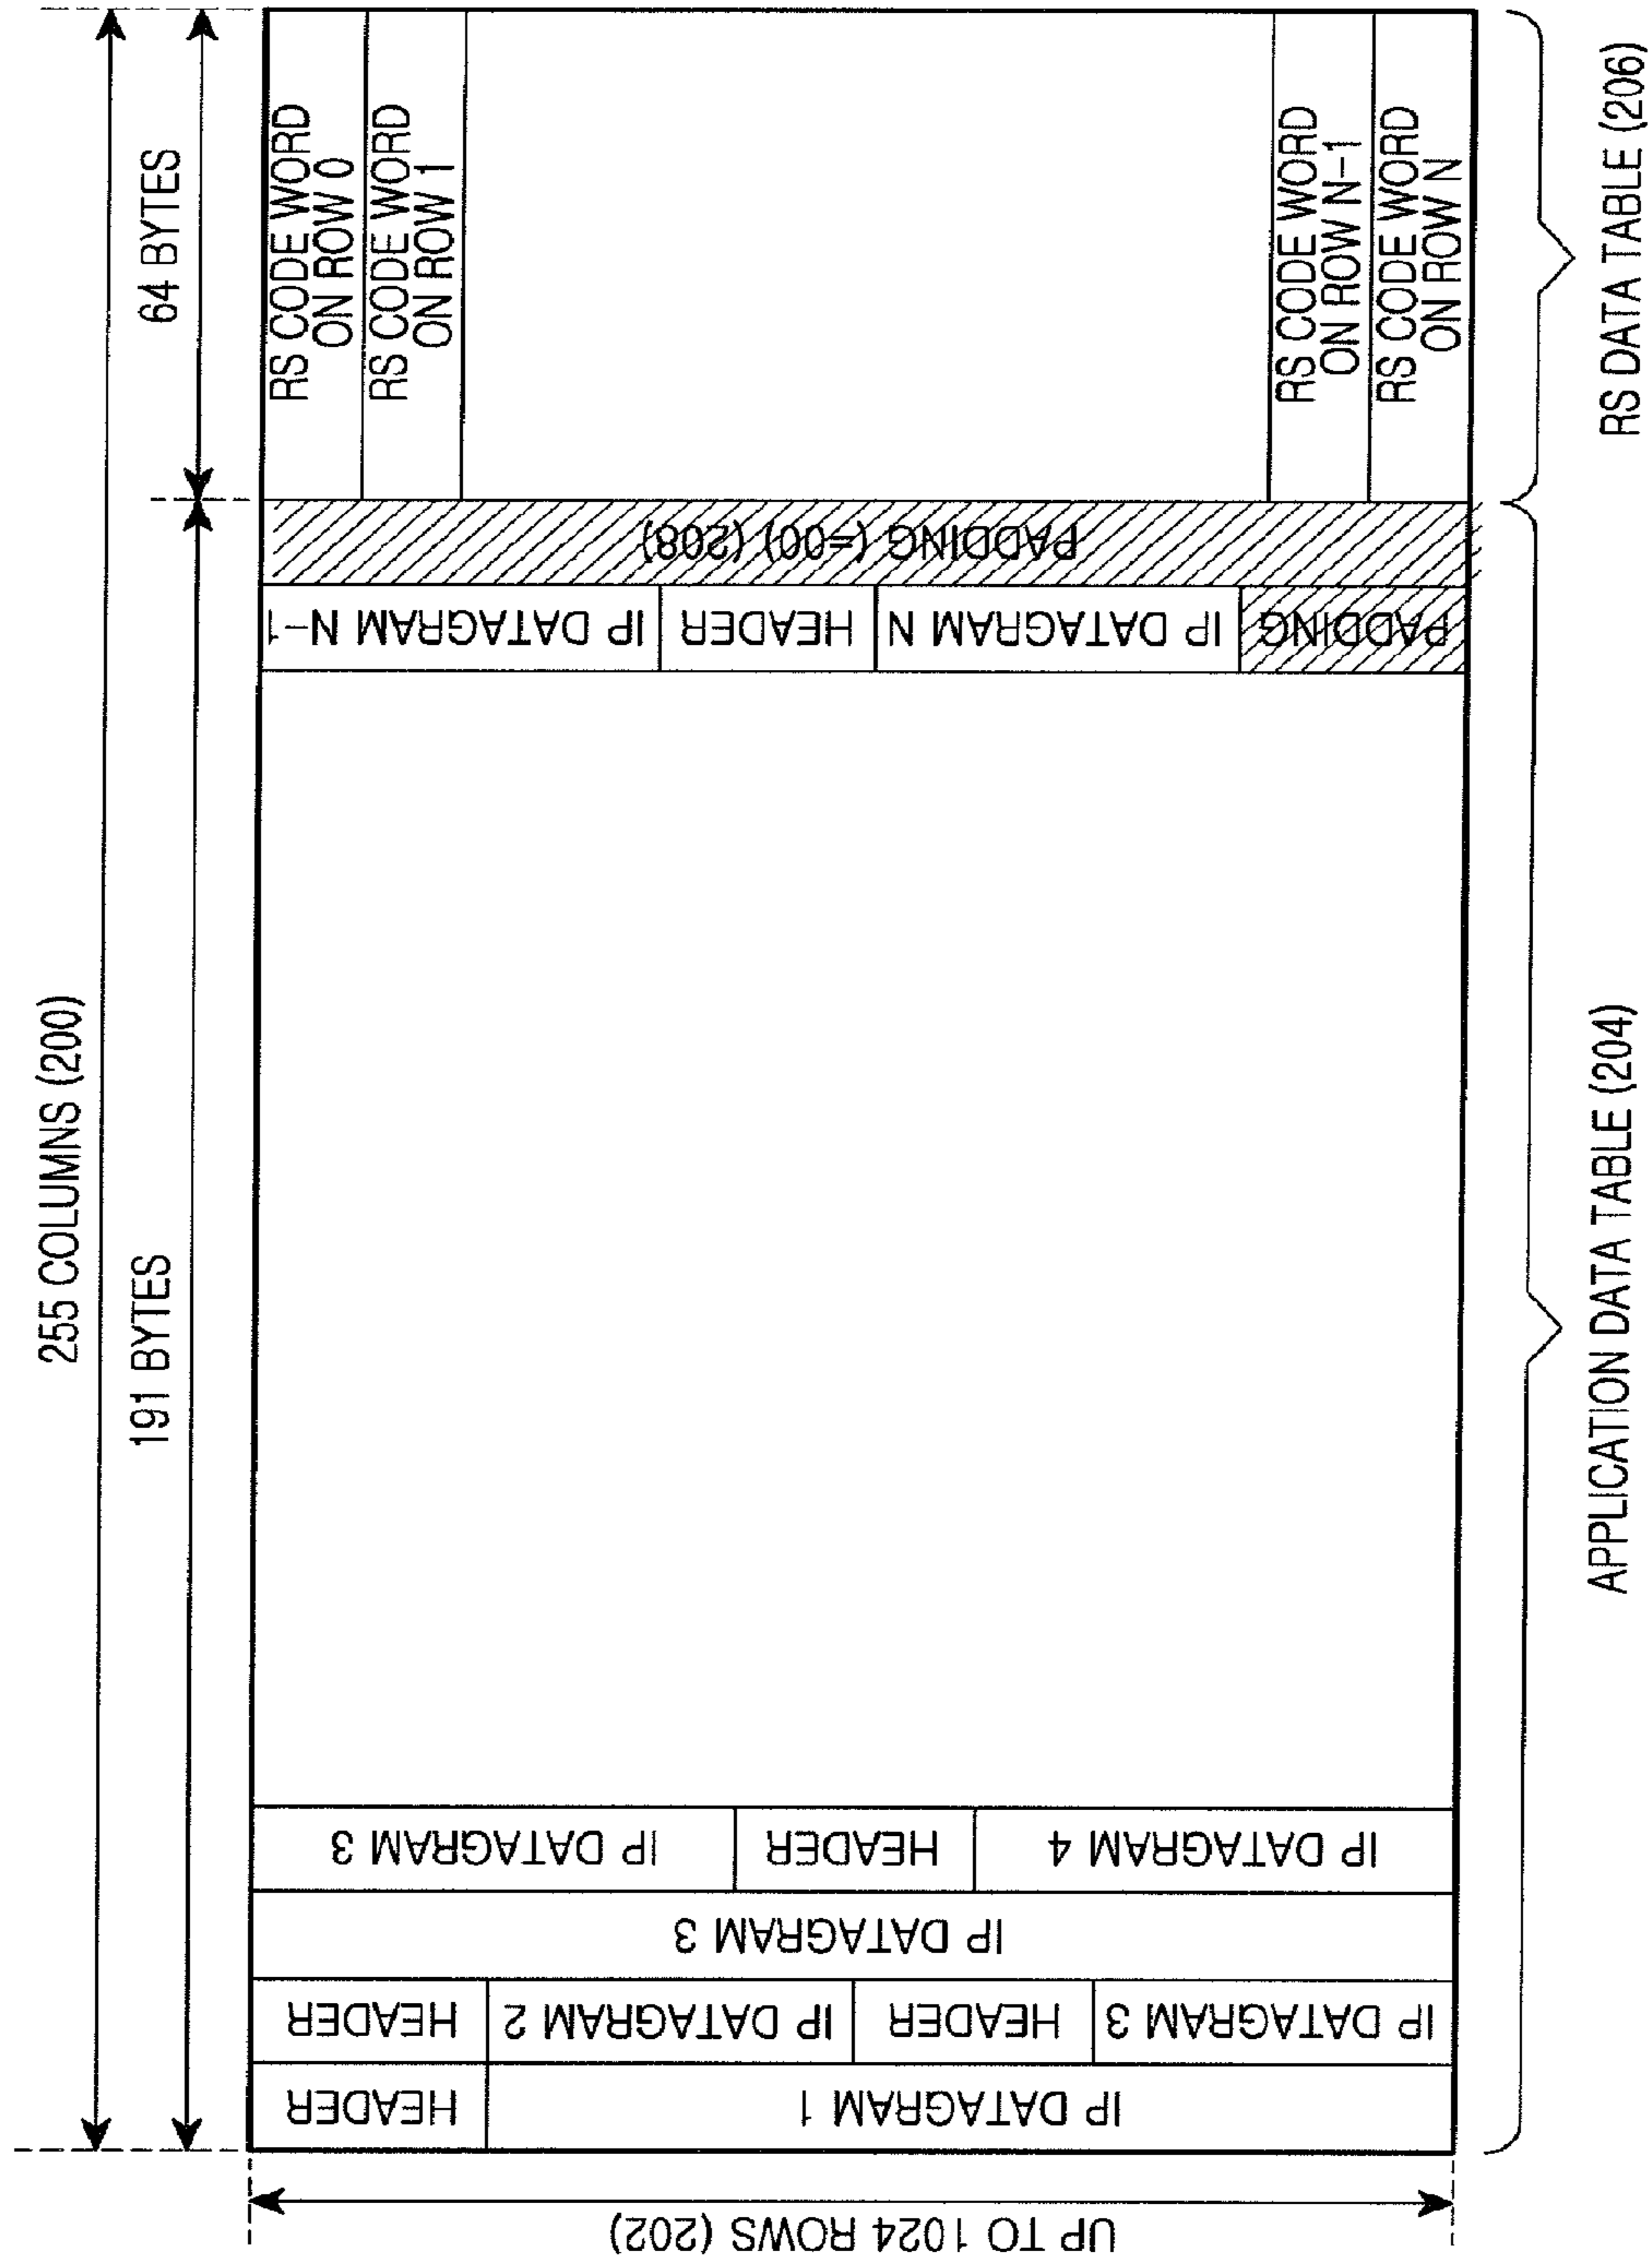 255 COLUMNS (200)
191 BYTES
64 BYTES
UP TO 1024 ROWS (202)
HEADER
IP DATAGRAM 1
HEADER
IP DATAGRAM 2
HEADER
IP DATAGRAM 3
IP DATAGRAM 3
IP DATAGRAM 3
HEADER
IP DATAGRAM 4
IP DATAGRAM N-1
HEADER
IP DATAGRAM N
PADDING
PADDING (=00) (208)
RS CODE WORD
ON ROW 0
RS CODE WORD
ON ROW 1
RS CODE WORD
ON ROW N-1
RS CODE WORD
ON ROW N
APPLICATION DATA TABLE (204)
RS DATA TABLE (206)